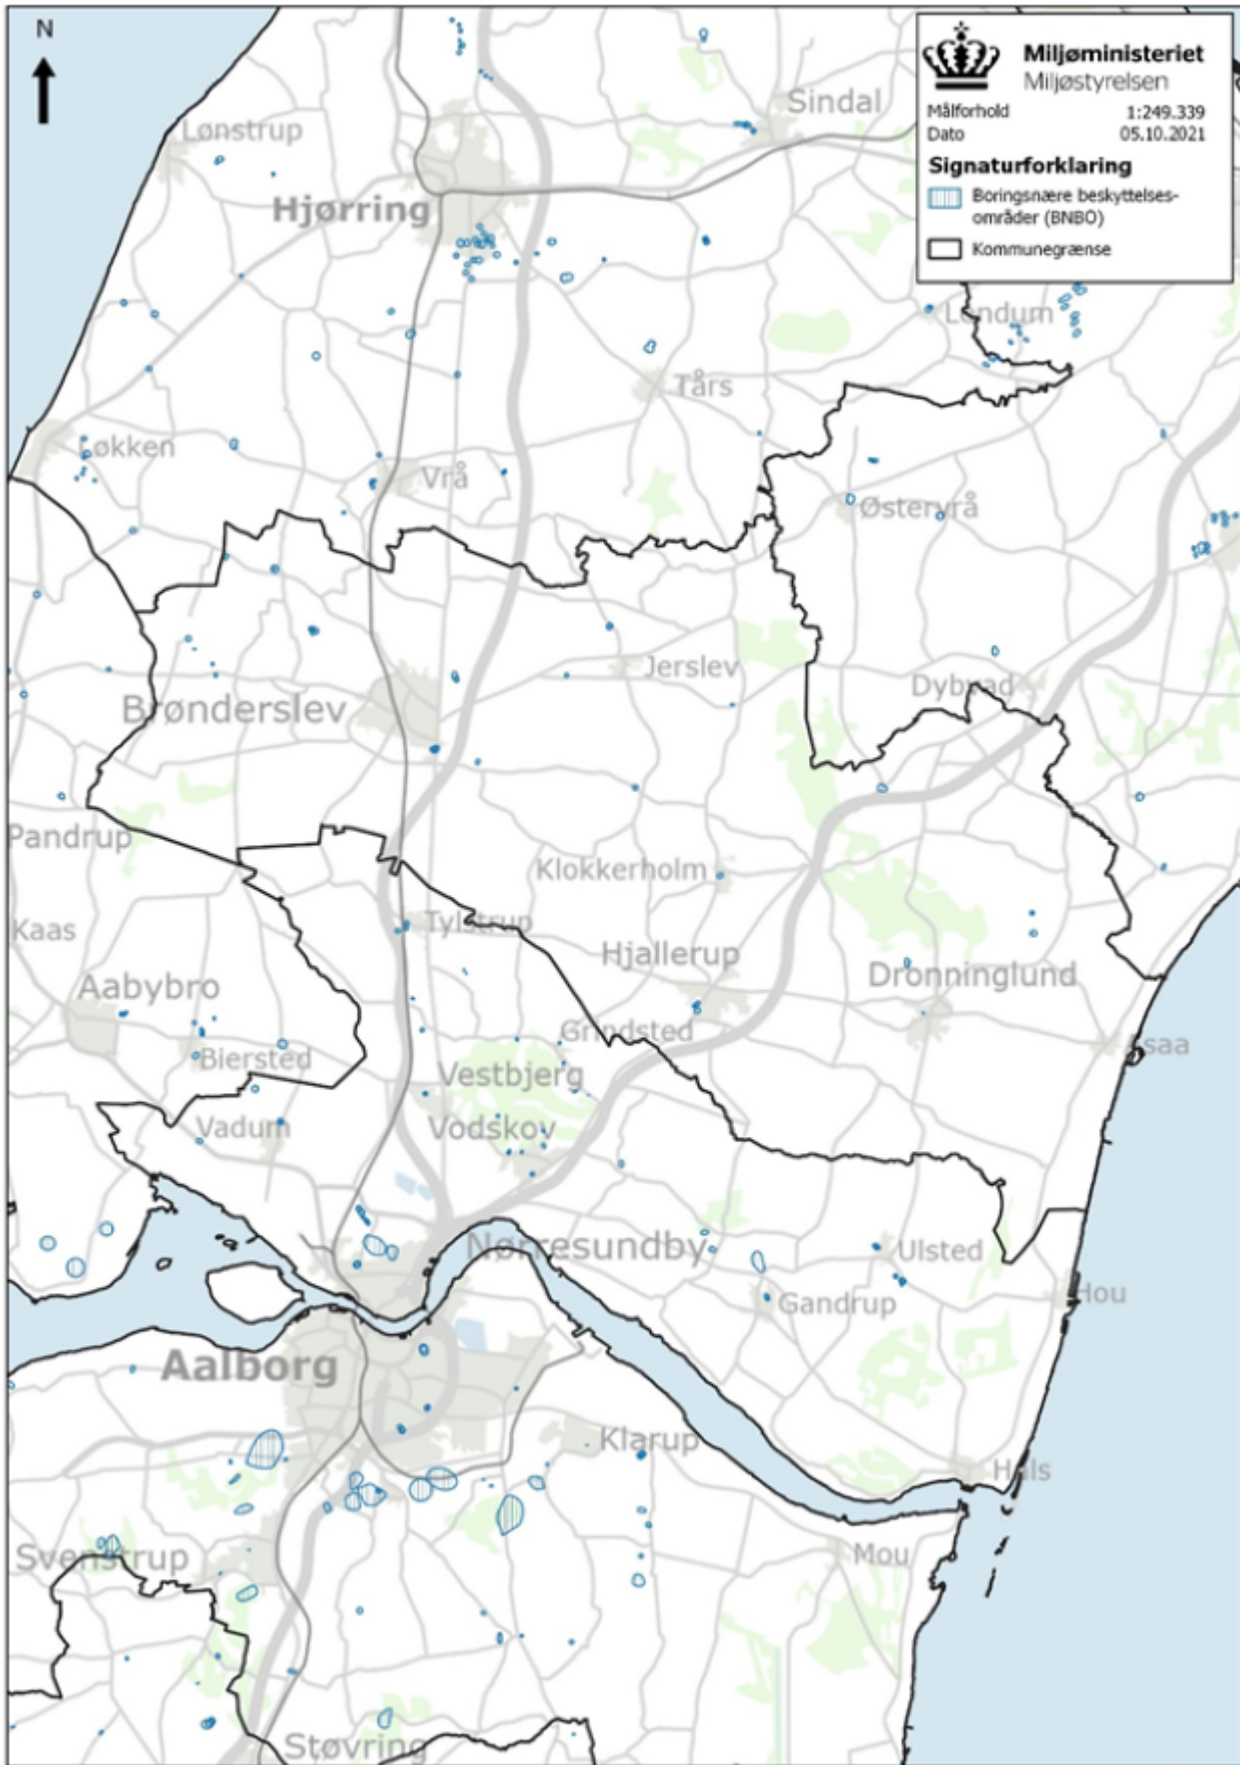 N
Miljøministeriet
Miljøstyrelsen
Målforhold 1:249.339
Dato 05.10.2021
Signaturforklaring
Boringsnære beskyttelses-
områder (BNBO)
Kommunegrænse
Sindal
Lønstrup
Hjørring
Lendum
Tårs
Løkken
Vrå
Østervrå
Jerslev
Dybvad
Brønderslev
Pandrup
Klokkerholm
Tylstrup
Kaas
Hjallerup
Dronninglund
Aabybro
Grindsted
Asaa
Biersted
Vestbjerg
Vadum
Vodskov
Nørresundby
Ulsted
Hou
Gandrup
Aalborg
Klarup
Hals
Svenstrup
Mou
Støvring